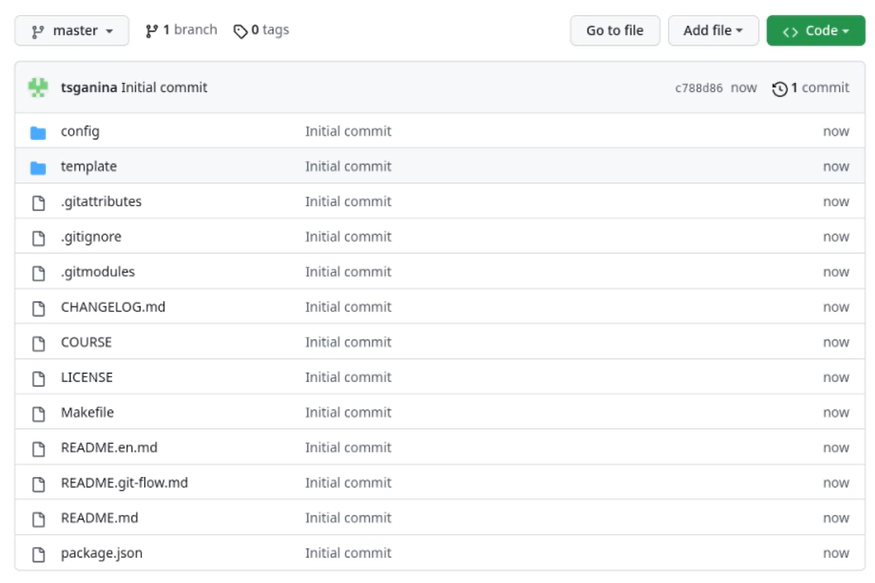 master 1 branch 0 tags Go to file Add file Code
tsganina Initial commit c788d86 now 1 commit
config Initial commit now
template Initial commit now
.gitattributes Initial commit now
.gitignore Initial commit now
.gitmodules Initial commit now
CHANGELOG.md Initial commit now
COURSE Initial commit now
LICENSE Initial commit now
Makefile Initial commit now
README.en.md Initial commit now
README.git-flow.md Initial commit now
README.md Initial commit now
package.json Initial commit now